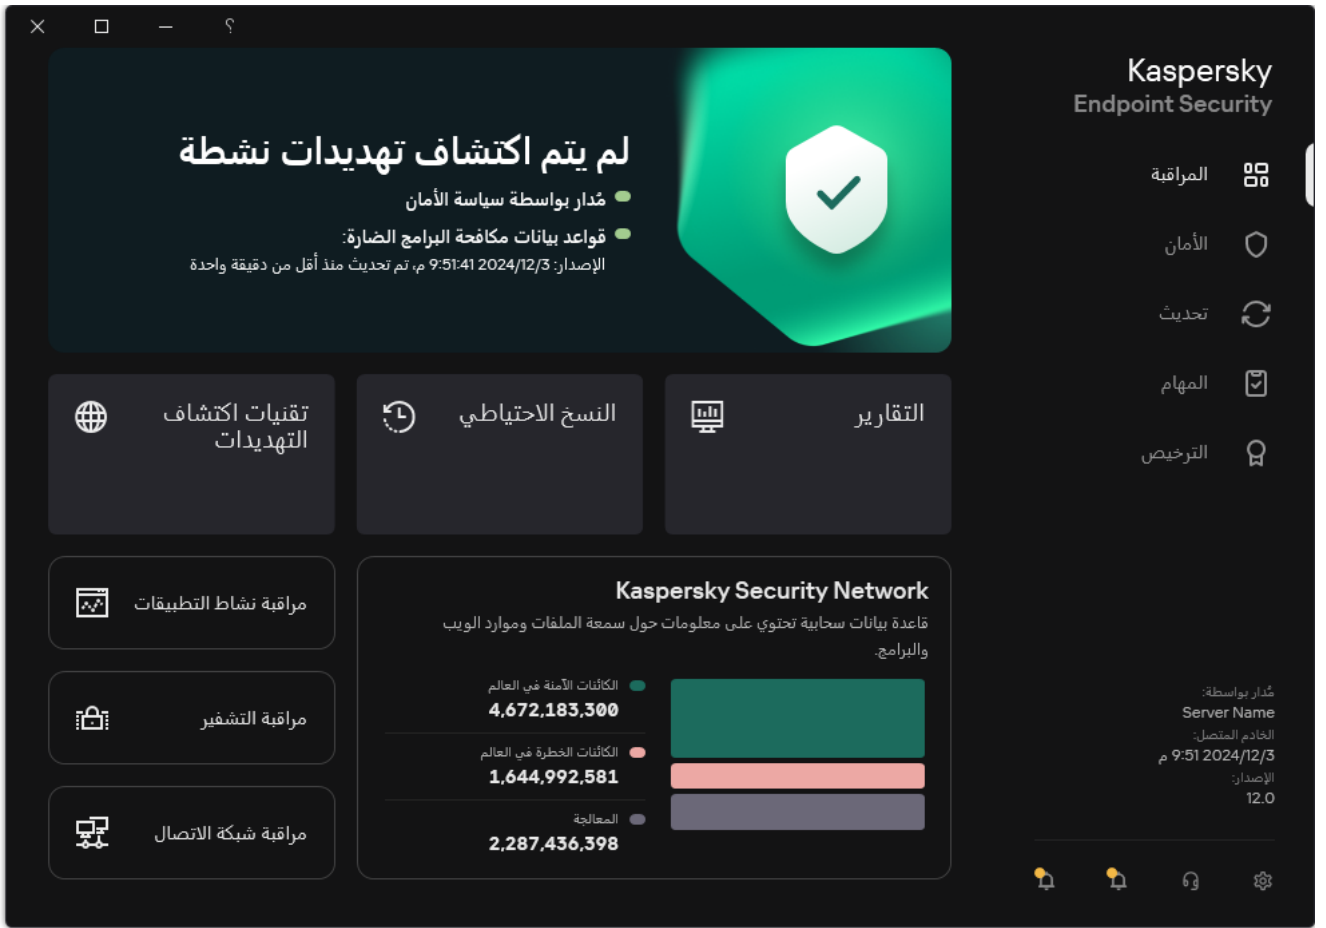 Kaspersky
Endpoint Security
المراقبة
الأمان
تحديث
المهام
الترخيص
مُدار بواسطة:
Server Name
الخادم المتصل:
2024/12/3 9:51 م
الإصدار:
12.0
؟
لم يتم اكتشاف تهديدات نشطة
مُدار بواسطة سياسة الأمان
قواعد بيانات مكافحة البرامج الضارة:
الإصدار: 2024/12/3 9:51:41 م، تم تحديث منذ أقل من دقيقة واحدة
التقارير
النسخ الاحتياطي
تقنيات اكتشاف
التهديدات
Kaspersky Security Network
قاعدة بيانات سحابية تحتوي على معلومات حول سمعة الملفات وموارد الويب
والبرامج.
الكائنات الآمنة في العالم
4,672,183,300
الكائنات الخطرة في العالم
1,644,992,581
المعالجة
2,287,436,398
مراقبة نشاط التطبيقات
مراقبة التشفير
مراقبة شبكة الاتصال